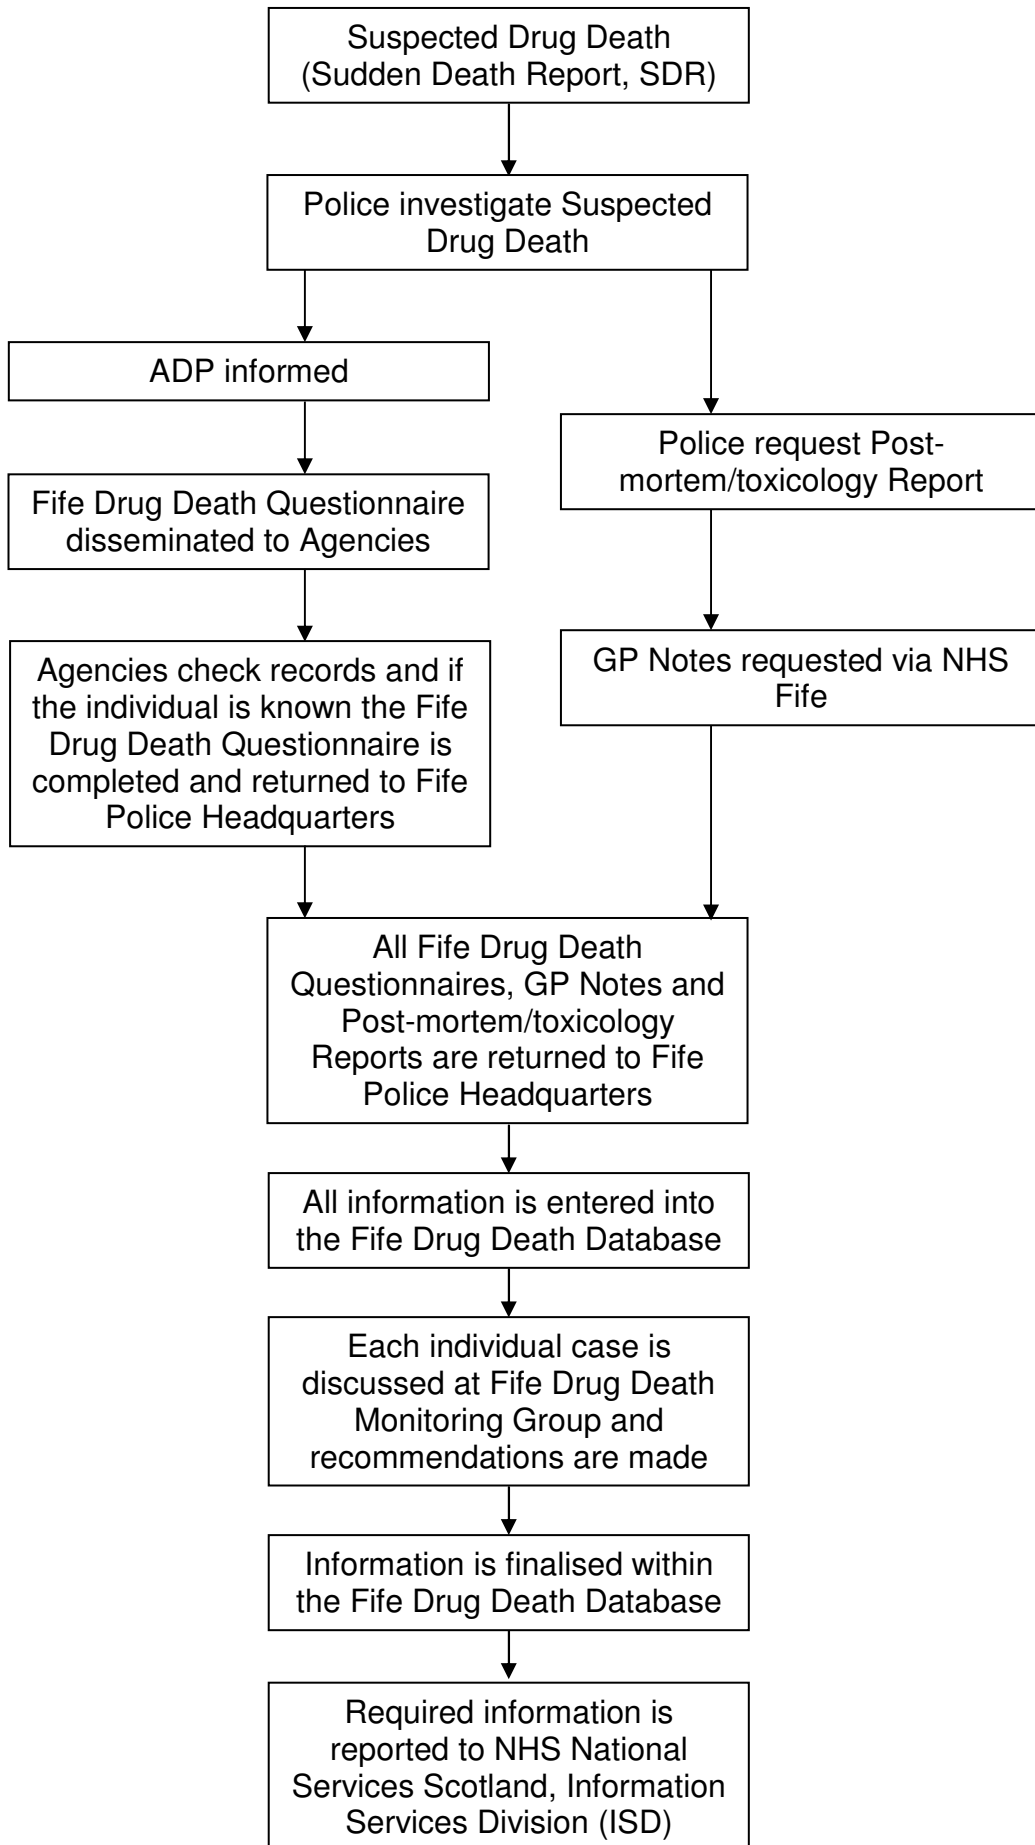 Suspected Drug Death
(Sudden Death Report, SDR)
Police investigate Suspected
Drug Death
ADP informed
Police request Post-
mortem/toxicology Report
Fife Drug Death Questionnaire
disseminated to Agencies
GP Notes requested via NHS
Fife
Agencies check records and if
the individual is known the Fife
Drug Death Questionnaire is
completed and returned to Fife
Police Headquarters
All Fife Drug Death
Questionnaires, GP Notes and
Post-mortem/toxicology
Reports are returned to Fife
Police Headquarters
All information is entered into
the Fife Drug Death Database
Each individual case is
discussed at Fife Drug Death
Monitoring Group and
recommendations are made
Information is finalised within
the Fife Drug Death Database
Required information is
reported to NHS National
Services Scotland, Information
Services Division (ISD)